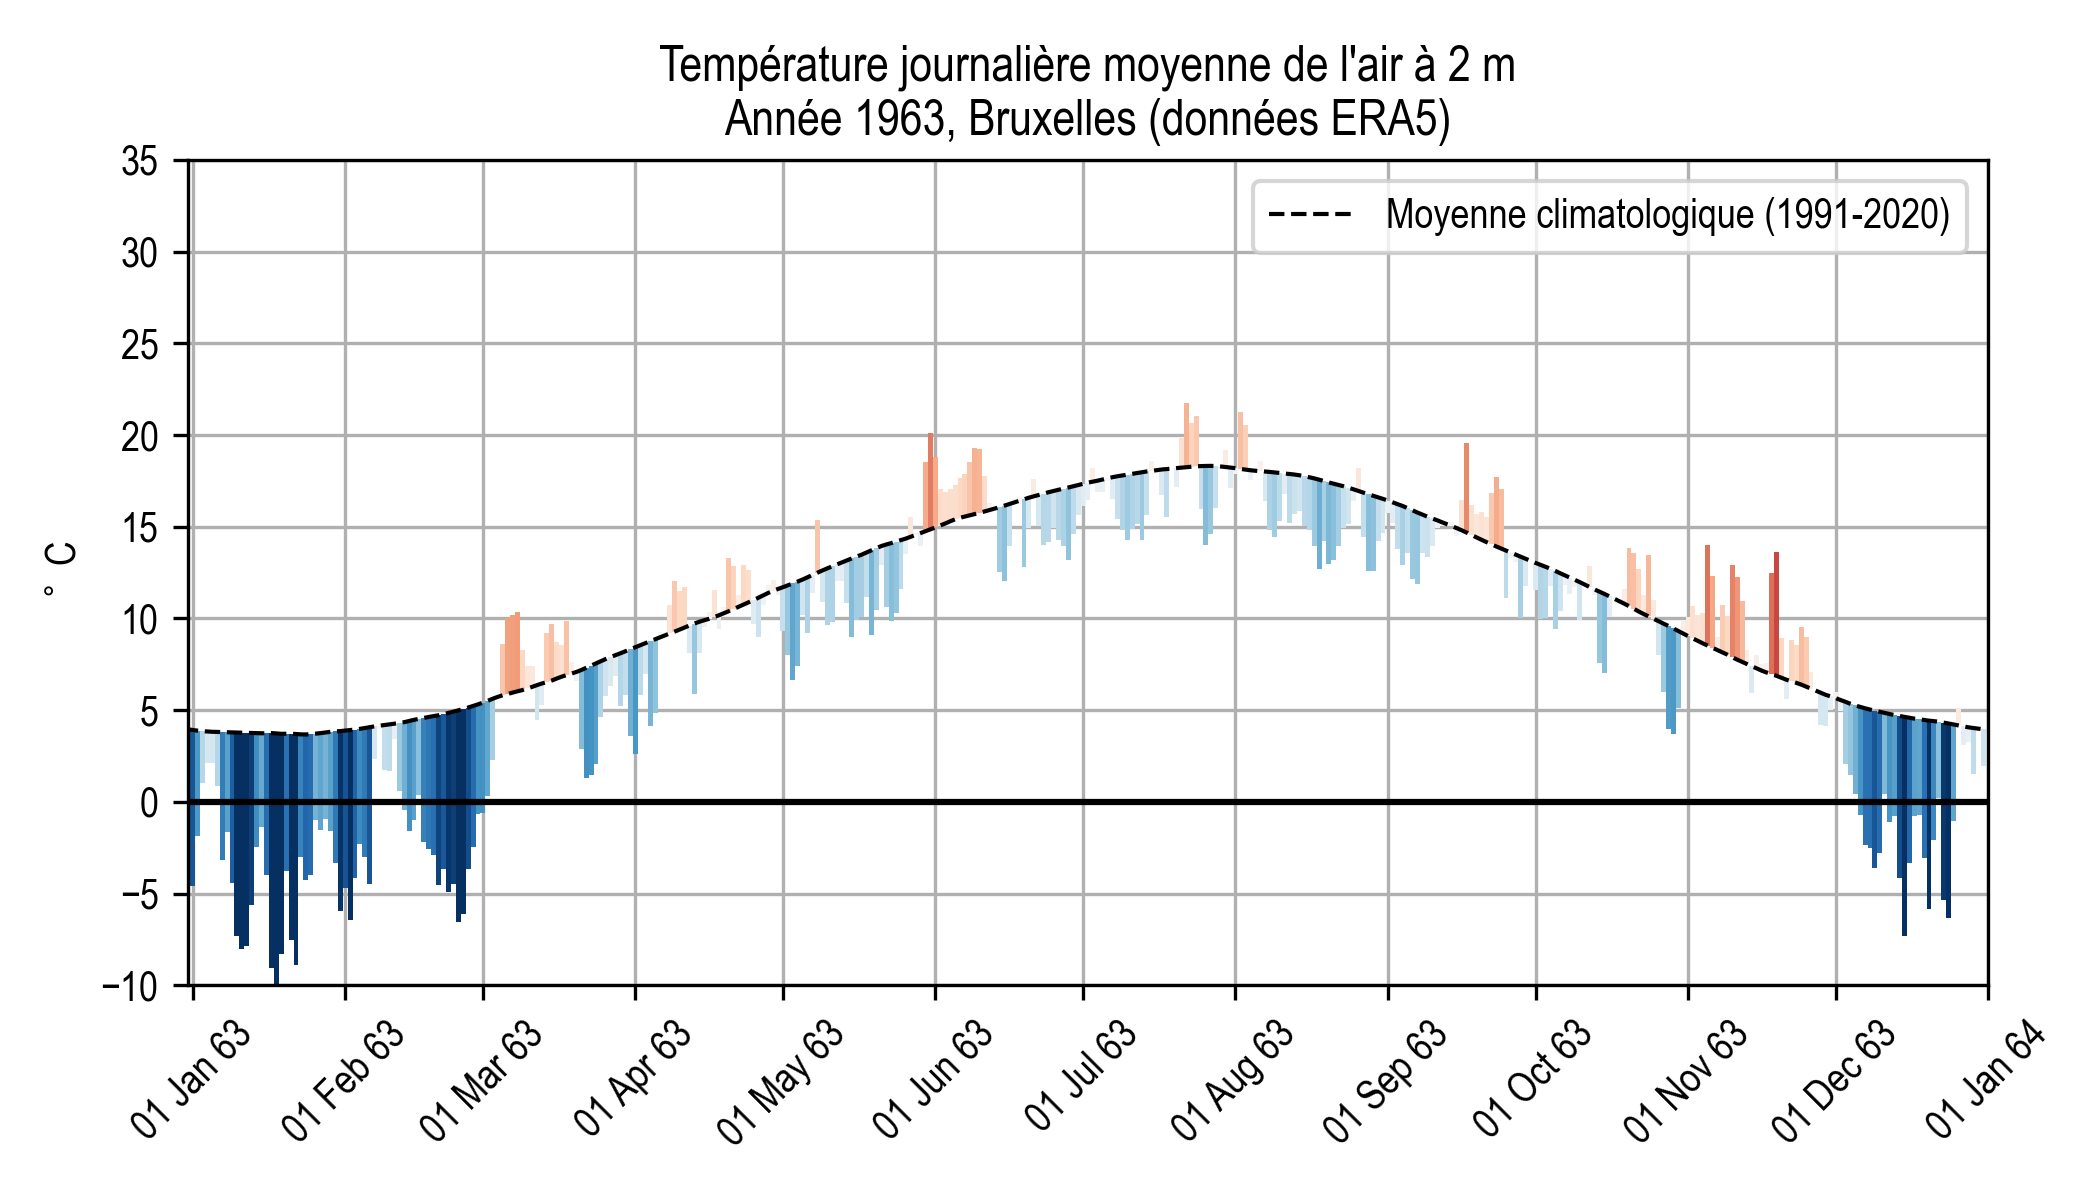 Température journalière moyenne de l'air à 2 m
Année 1963, Bruxelles (données ERA5)
Moyenne climatologique (1991-2020)
35
30
25
20
15
10
5
0
−5
−10
° C
01 Jan 63
01 Feb 63
01 Mar 63
01 Apr 63
01 May 63
01 Jun 63
01 Jul 63
01 Aug 63
01 Sep 63
01 Oct 63
01 Nov 63
01 Dec 63
01 Jan 64